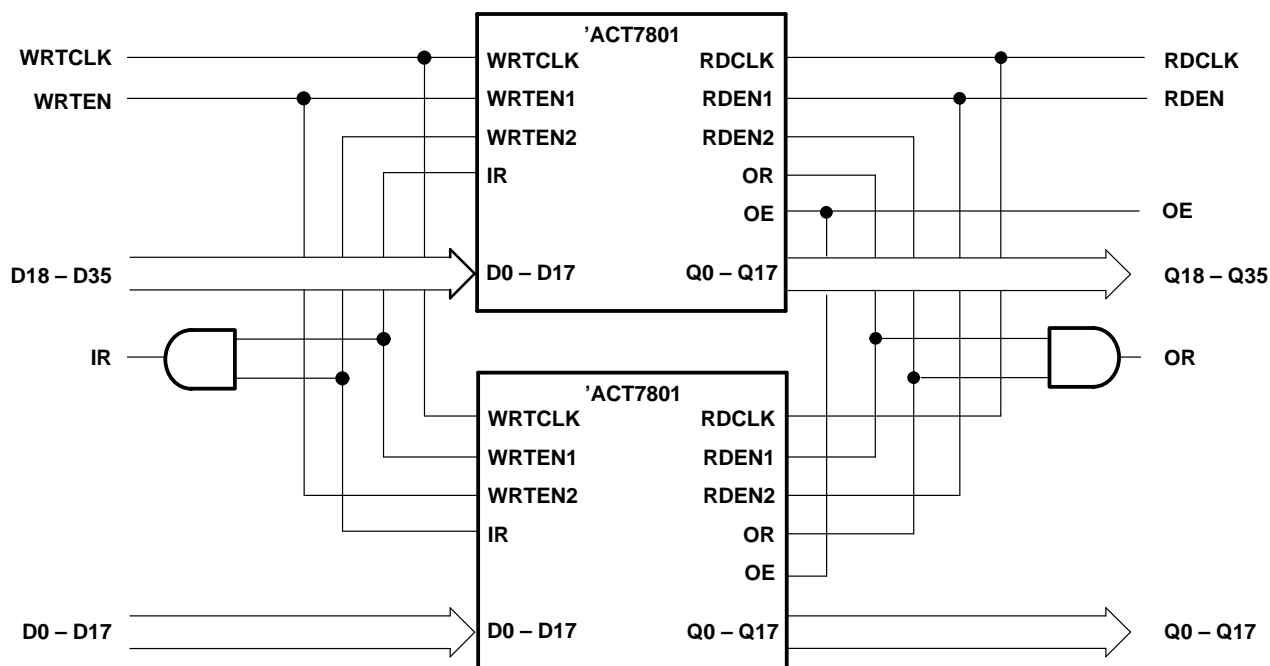 ’ACT7801
WRTCLK
WRTCLK
RDCLK
RDCLK
WRTEN
WRTEN1
RDEN1
RDEN
WRTEN2
RDEN2
IR
OR
OE
OE
D18 – D35
D0 – D17
Q0 – Q17
Q18 – Q35
IR
OR
’ACT7801
WRTCLK
RDCLK
WRTEN1
RDEN1
WRTEN2
RDEN2
IR
OR
OE
D0 – D17
D0 – D17
Q0 – Q17
Q0 – Q17